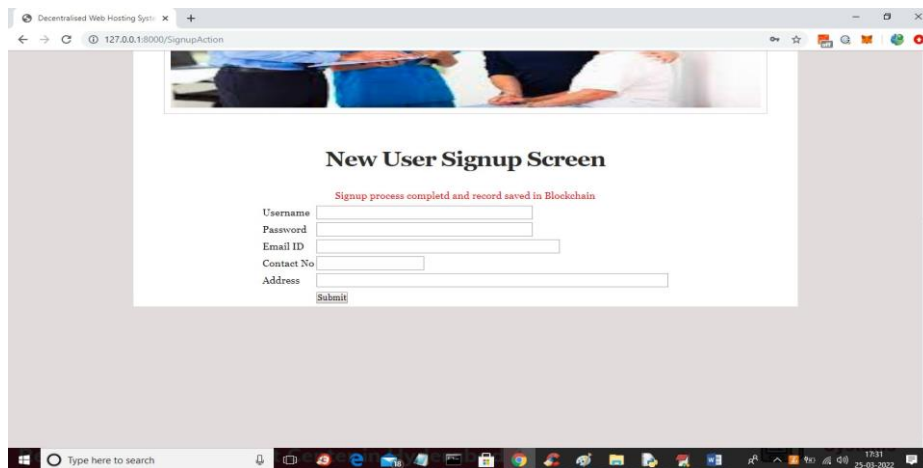 Decentralised Web Hosting Syste
127.0.0.1:8000/SignupAction
New User Signup Screen
Signup process completd and record saved in Blockchain
Username
Password
Email ID
Contact No
Address
Submit
Type here to search
18
17:31
25-03-2022